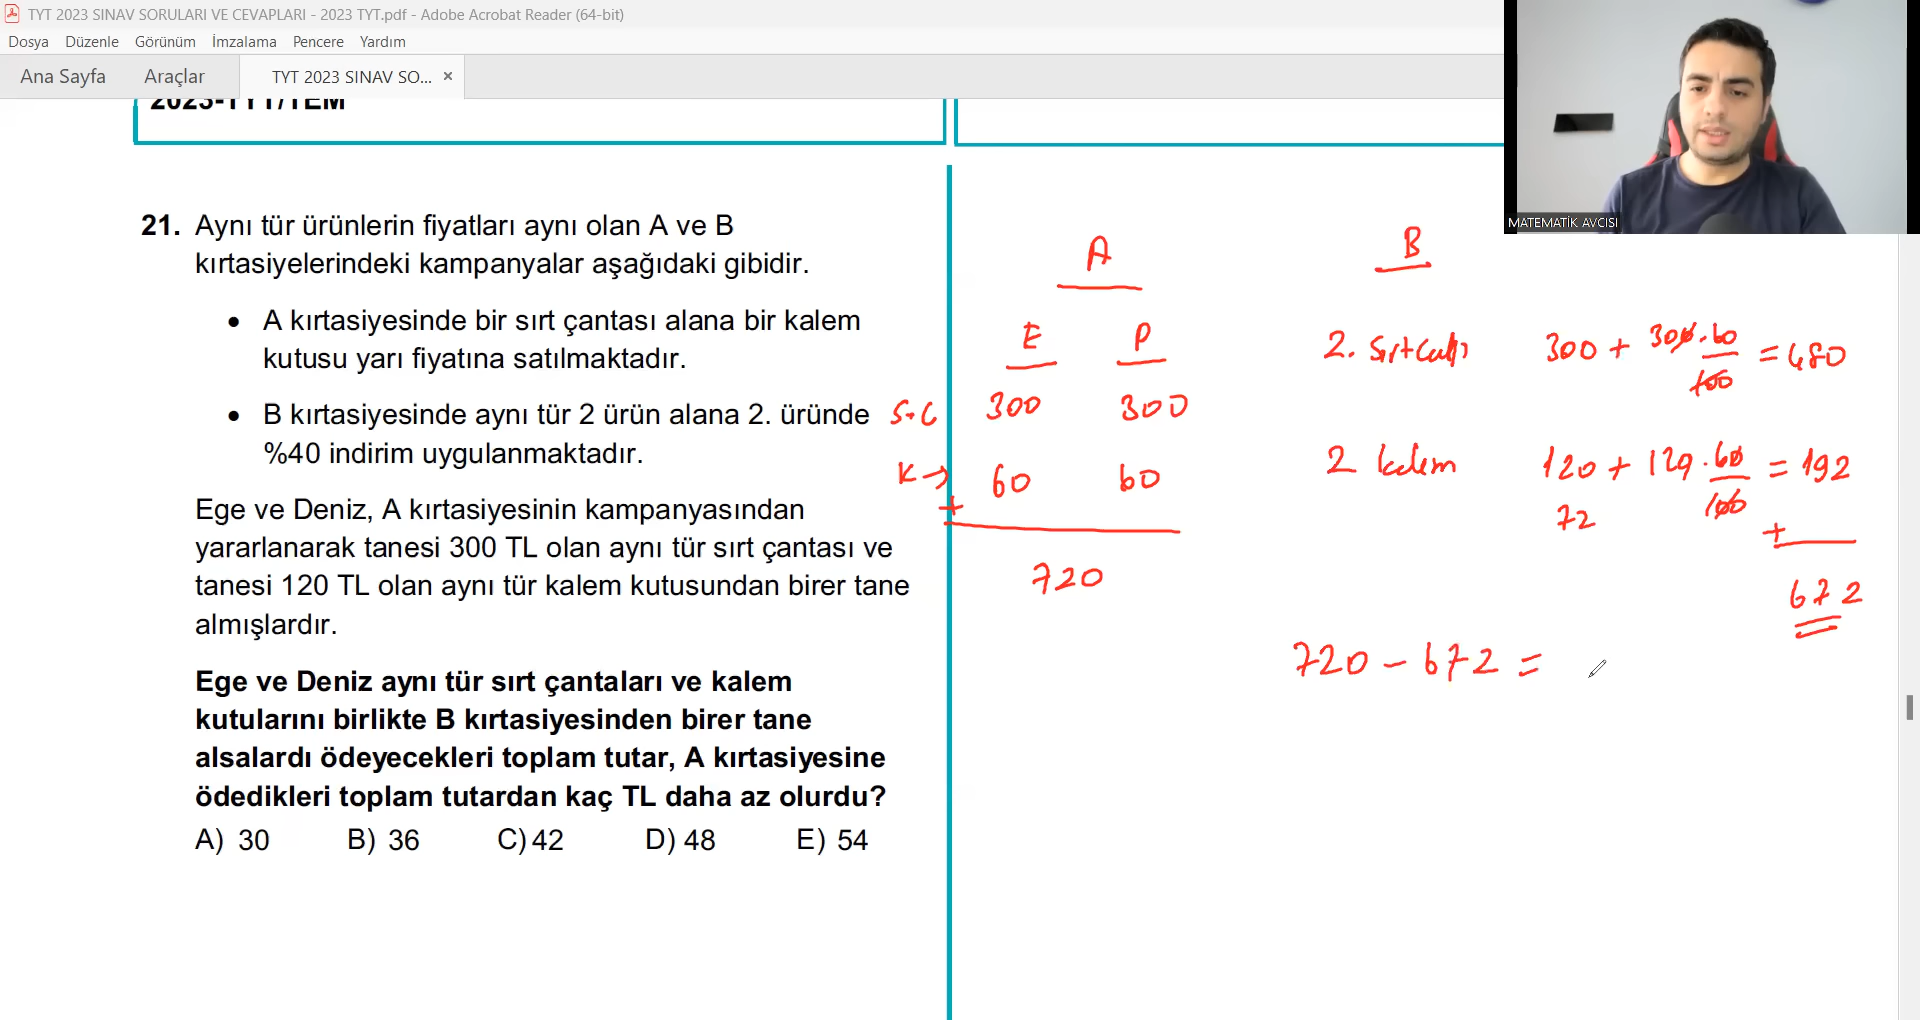 TYT 2023 SINAV SORULARI VE CEVAPLARI - 2023 TYT.pdf - Adobe Acrobat Reader (64-bit)
Dosya Düzenle Görünüm İmzalama Pencere Yardım
Ana Sayfa Araçlar TYT 2023 SINAV SO... ×
2023-TYT/TEM
MATEMATİK AVCISI
21. Aynı tür ürünlerin fiyatları aynı olan A ve B
kırtasiyelerindeki kampanyalar aşağıdaki gibidir.
• A kırtasiyesinde bir sırt çantası alana bir kalem
kutusu yarı fiyatına satılmaktadır.
• B kırtasiyesinde aynı tür 2 ürün alana 2. üründe
%40 indirim uygulanmaktadır.
Ege ve Deniz, A kırtasiyesinin kampanyasından
yararlanarak tanesi 300 TL olan aynı tür sırt çantası ve
tanesi 120 TL olan aynı tür kalem kutusundan birer tane
almışlardır.
Ege ve Deniz aynı tür sırt çantaları ve kalem
kutularını birlikte B kırtasiyesinden birer tane
alsalardı ödeyecekleri toplam tutar, A kırtasiyesine
ödedikleri toplam tutardan kaç TL daha az olurdu?
A) 30 B) 36 C) 42 D) 48 E) 54
A
E D
S.C 300 300
K → 60 60
+
720
B
2. 300 + 300.60/100 = 480
2 kalem 120 + 120.60/100 = 192
72
+
672
720 - 672 =